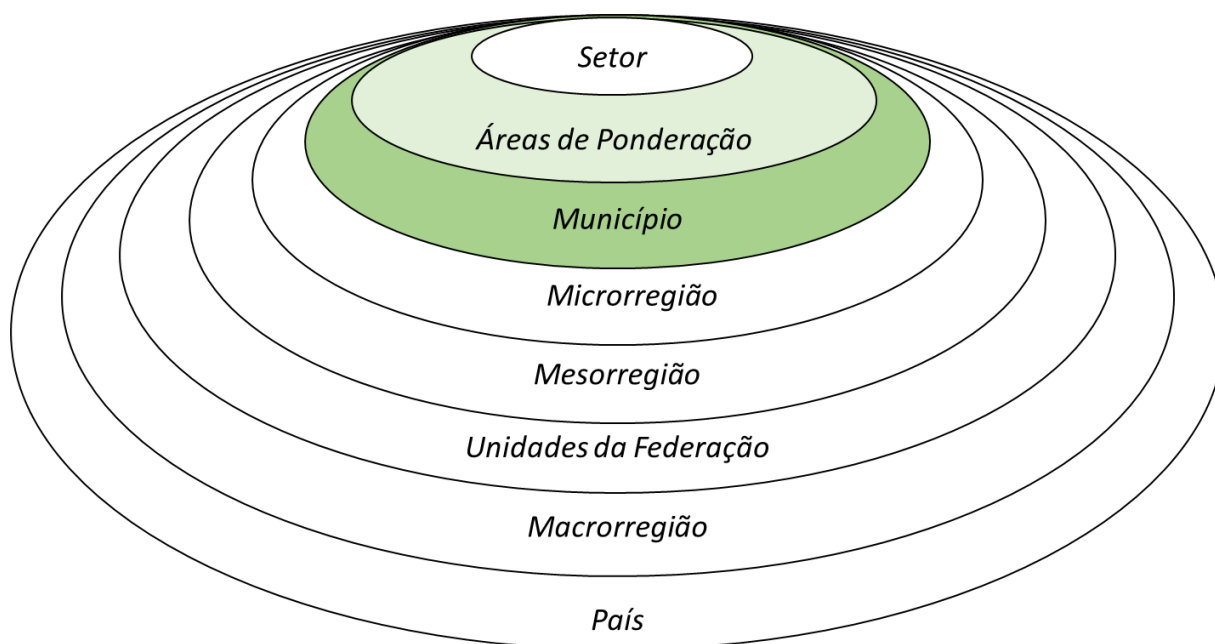 Setor
Áreas de Ponderação
Município
Microrregião
Mesorregião
Unidades da Federação
Macrorregião
País